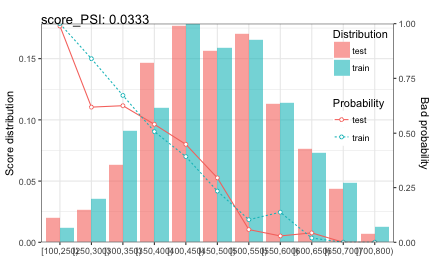 score_PSI: 0.0333
Distribution
test
train
Probability
test
train
Score distribution
0.15
0.10
0.05
0.00
Bad probability
1.00
0.75
0.50
0.25
0.00
[100,250) [250,300) [300,350) [350,400) [400,450) [450,500) [500,550) [550,600) [600,650) [650,700) [700,800)